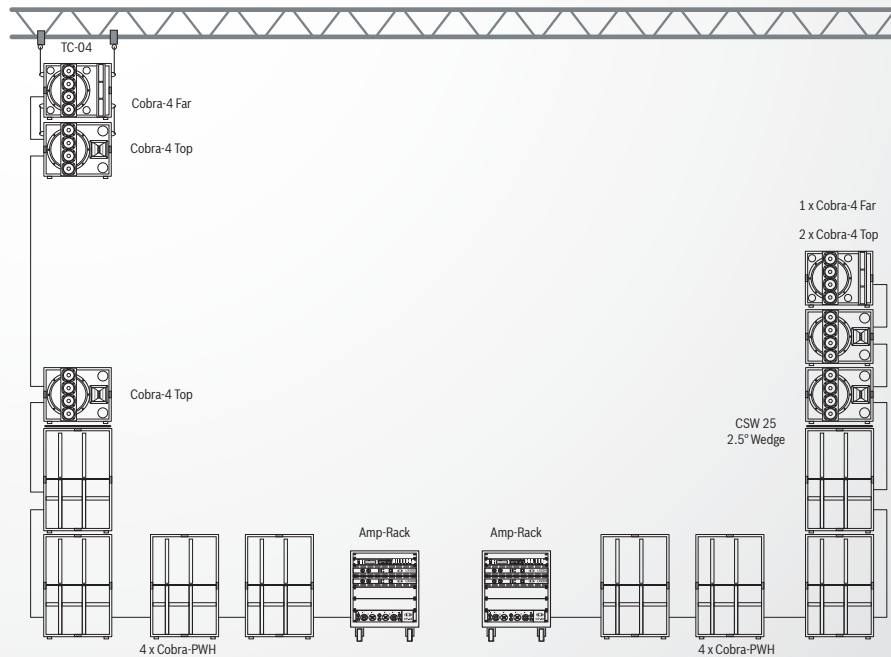 TC-04
Cobra-4 Far
Cobra-4 Top
1 x Cobra-4 Far
2 x Cobra-4 Top
Cobra-4 Top
CSW 25
2.5° Wedge
Amp-Rack
Amp-Rack
4 x Cobra-PWH
4 x Cobra-PWH